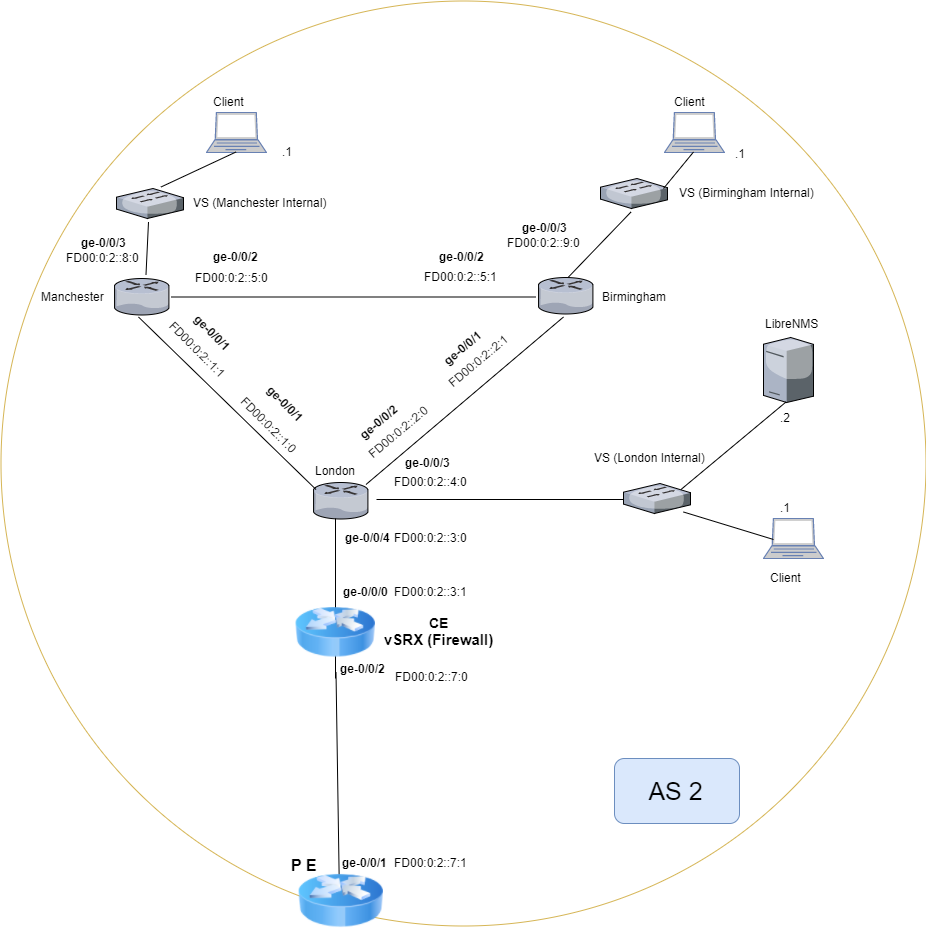 Client
Client
.1
.1
VS (Manchester Internal)
VS (Birmingham Internal)
ge-0/0/3
FD00:0:2::8:0
ge-0/0/3
FD00:0:2::9:0
ge-0/0/2
FD00:0:2::5:0
ge-0/0/2
FD00:0:2::5:1
Manchester
Birmingham
ge-0/0/1
FD00:0:2::1:1
ge-0/0/1
FD00:0:2::2:1
LibreNMS
ge-0/0/1
FD00:0:2::1:0
ge-0/0/2
FD00:0:2::2:0
.2
London
ge-0/0/3
FD00:0:2::4:0
VS (London Internal)
.1
Client
ge-0/0/4 FD00:0:2::3:0
ge-0/0/0 FD00:0:2::3:1
CE
vSRX (Firewall)
ge-0/0/2
FD00:0:2::7:0
AS 2
P E
ge-0/0/1 FD00:0:2::7:1